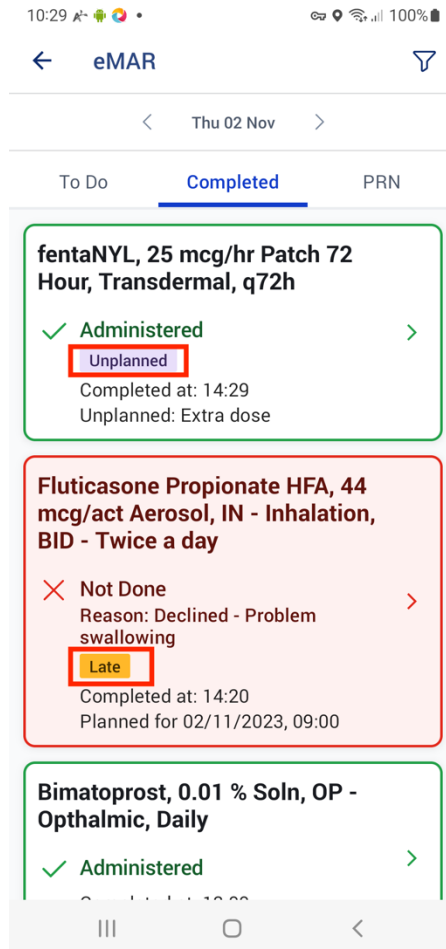 10:29
100%
eMAR
Thu 02 Nov
To Do
Completed
PRN
fentaNYL, 25 mcg/hr Patch 72
Hour, Transdermal, q72h
Administered
Unplanned
Completed at: 14:29
Unplanned: Extra dose
Fluticasone Propionate HFA, 44
mcg/act Aerosol, IN - Inhalation,
BID - Twice a day
Not Done
Reason: Declined - Problem
swallowing
Late
Completed at: 14:20
Planned for 02/11/2023, 09:00
Bimatoprost, 0.01 % Soln, OP -
Opthalmic, Daily
Administered